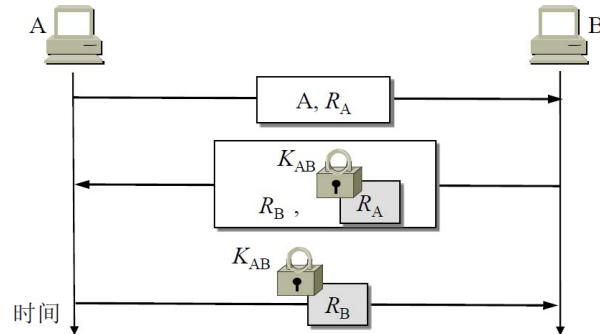 A
B
A, R_A
K_AB
R_B , R_A
K_AB
R_B
时间